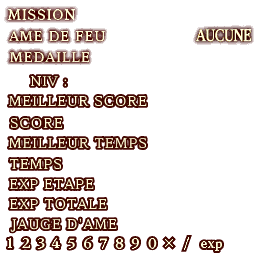 MISSION
AME DE FEU AUCUNE
MEDAILLE
NIV :
MEILLEUR SCORE
SCORE
MEILLEUR TEMPS
TEMPS
EXP ETAPE
EXP TOTALE
JAUGE D'AME
1 2 3 4 5 6 7 8 9 0 × / exp